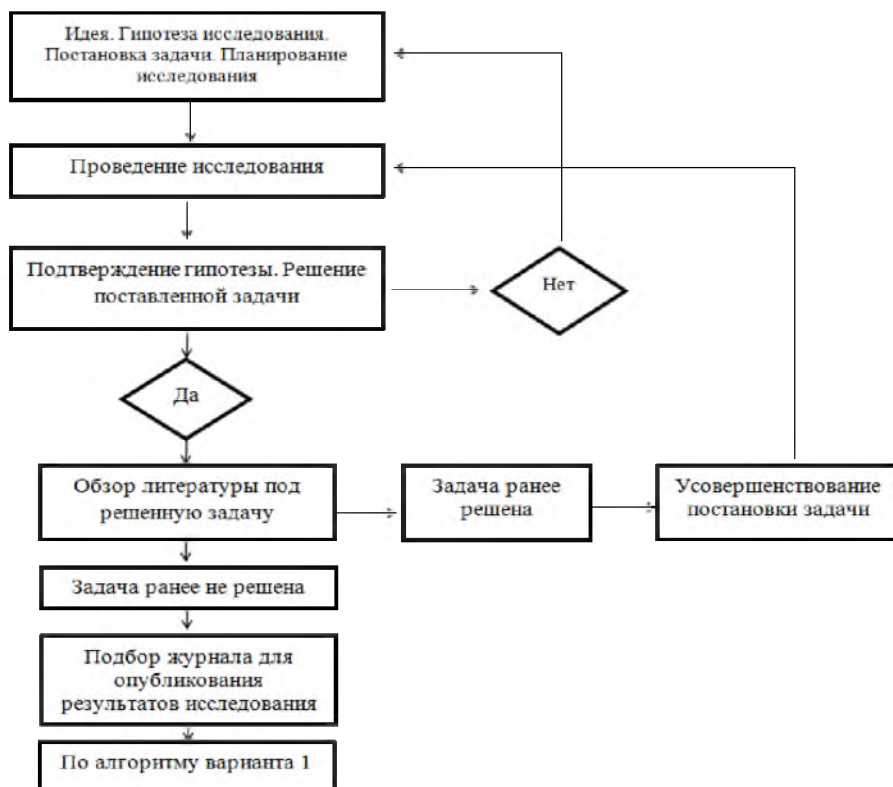 Идея. Гипотеза исследования.
Постановка задачи. Планирование
исследования
Проведение исследования
Подтверждение гипотезы. Решение
поставленной задачи
Нет
Да
Обзор литературы под
решенную задачу
Задача ранее
решена
Усовершенствование
постановки задачи
Задача ранее не решена
Подбор журнала для
опубликования
результатов исследования
По алгоритму варианта 1